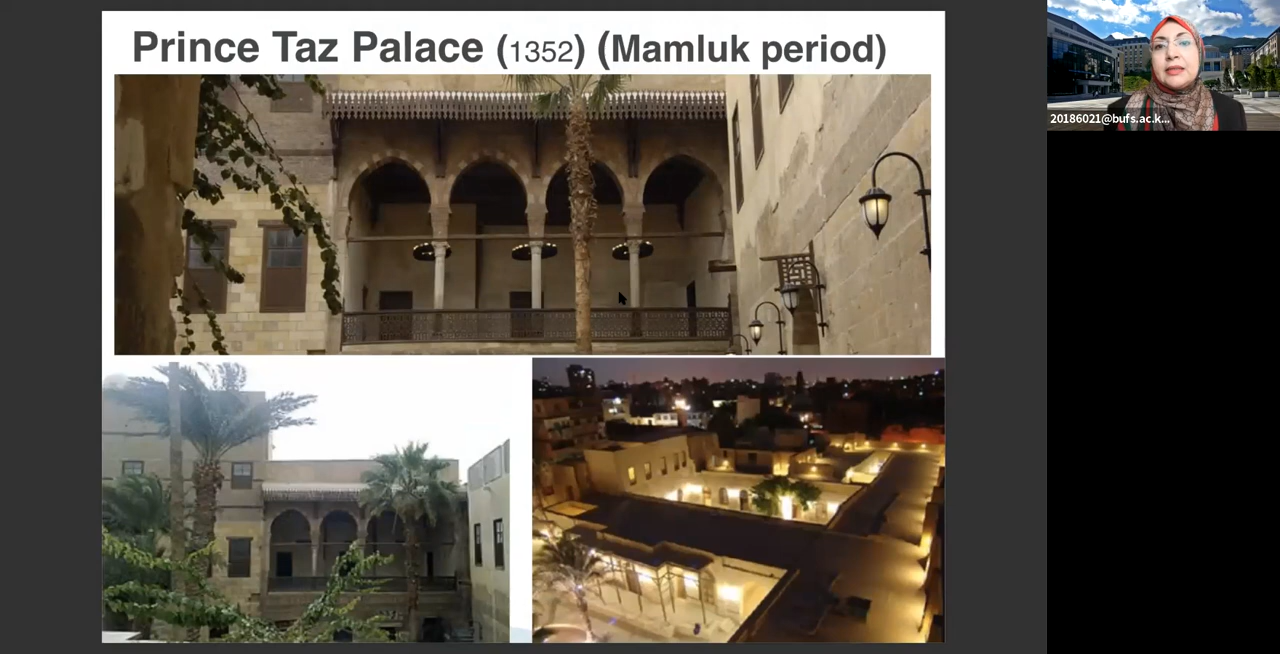 Prince Taz Palace (1352) (Mamluk period)
20186021@bufs.ac.k...